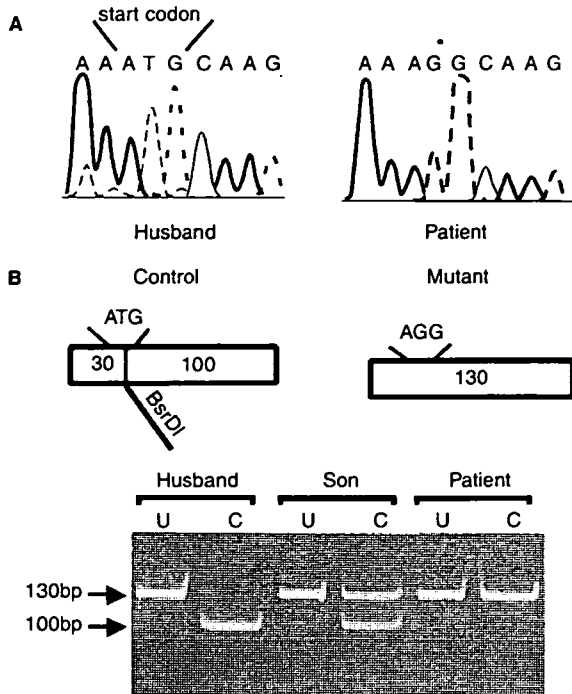 A
start codon
A A A T G C A A G
A A A G G C A A G
Husband
Patient
B
Control
Mutant
ATG
AGG
30
100
130
BsrDI
Husband
Son
Patient
U C U C U C
130bp
100bp